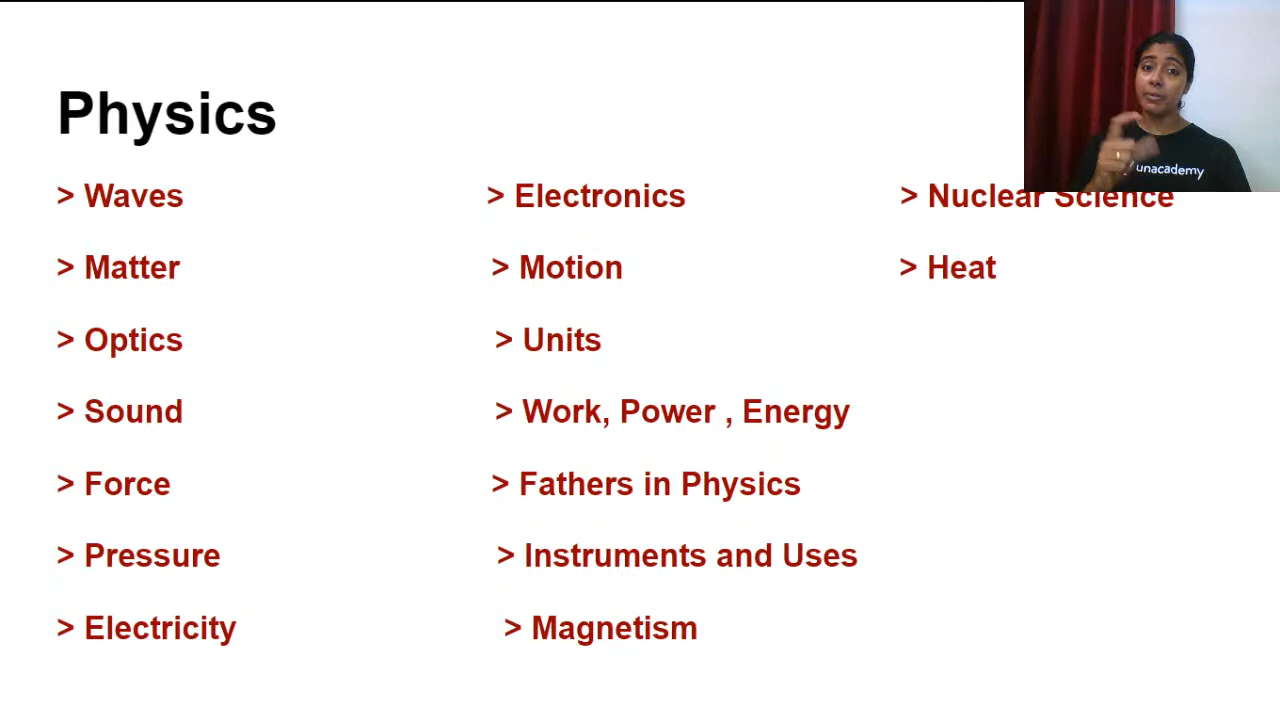 Physics
> Waves
> Matter
> Optics
> Sound
> Force
> Pressure
> Electricity
> Electronics
> Motion
> Units
> Work, Power , Energy
> Fathers in Physics
> Instruments and Uses
> Magnetism
> Nuclear Science
> Heat
unacademy